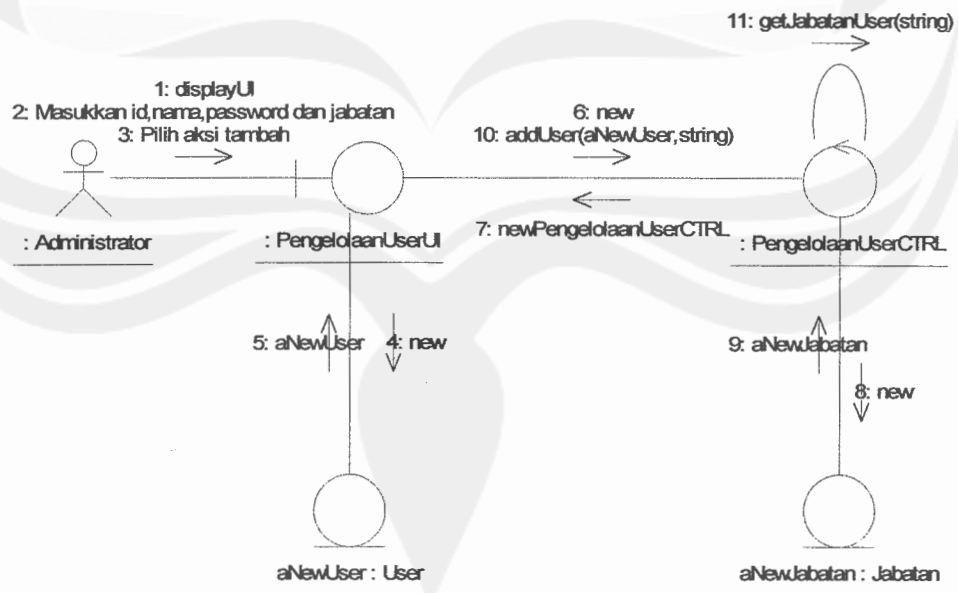 11: getJabatanUser(string)
1: displayUI
2: Masukkan id,nama,password dan jabatan
3: Pilih aksi tambah
6: new
10: addUser(aNewUser,string)
7: newPengelolaanUserCTRL
: Administrator
: PengelolaanUserUI
: PengelolaanUserCTRL
5: aNewUser
4: new
9: aNewJabatan
8: new
aNewUser : User
aNewJabatan : Jabatan